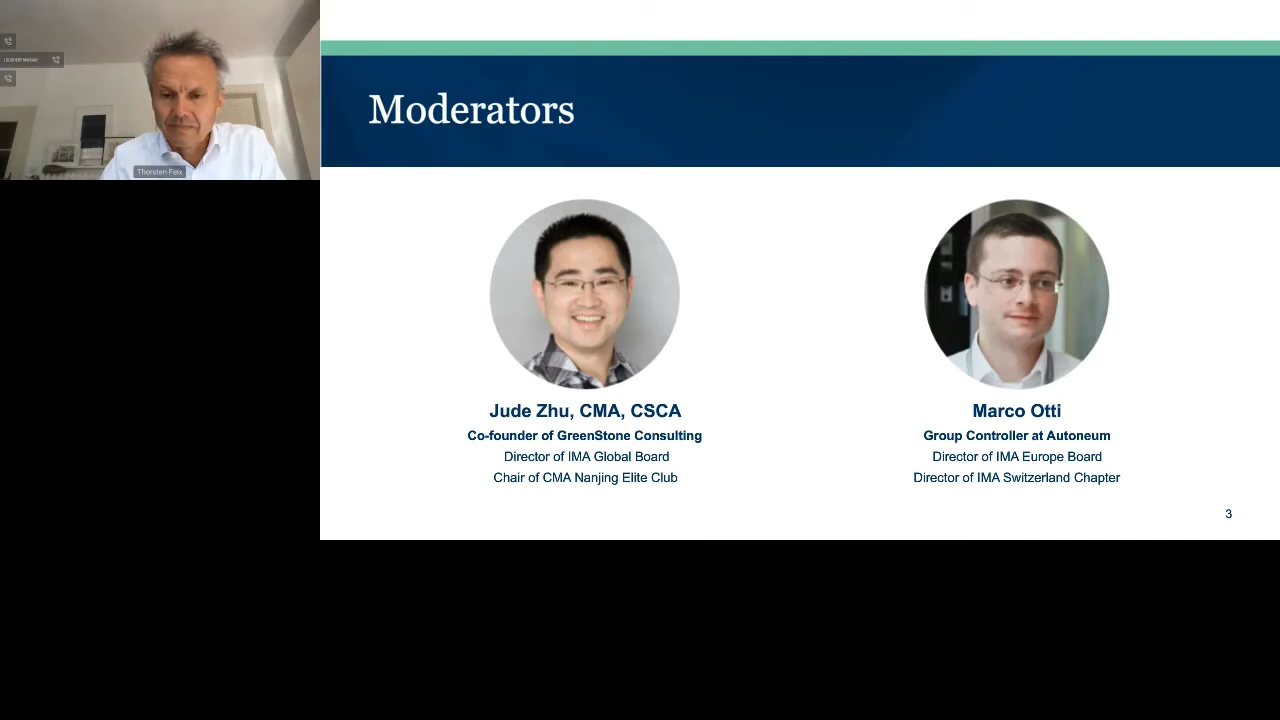 Thorsten Feix
Moderators
Jude Zhu, CMA, CSCA
Co-founder of GreenStone Consulting
Director of IMA Global Board
Chair of CMA Nanjing Elite Club
Marco Otti
Group Controller at Autoneum
Director of IMA Europe Board
Director of IMA Switzerland Chapter
3